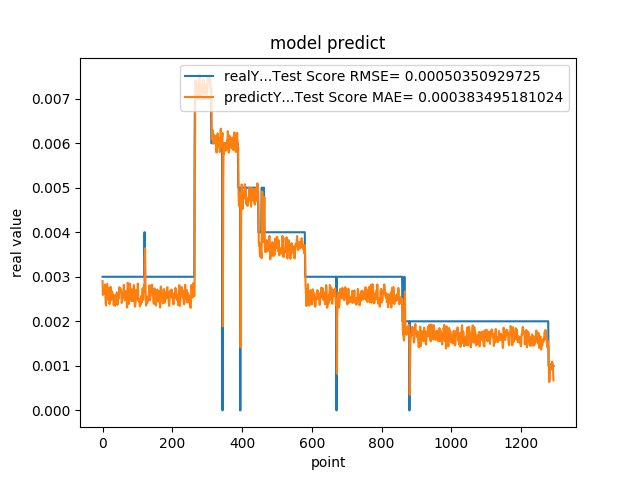 model predict
realY...Test Score RMSE= 0.00050350929725
predictY...Test Score MAE= 0.000383495181024
0.007
0.006
0.005
0.004
0.003
0.002
0.001
0.000
real value
0 200 400 600 800 1000 1200
point